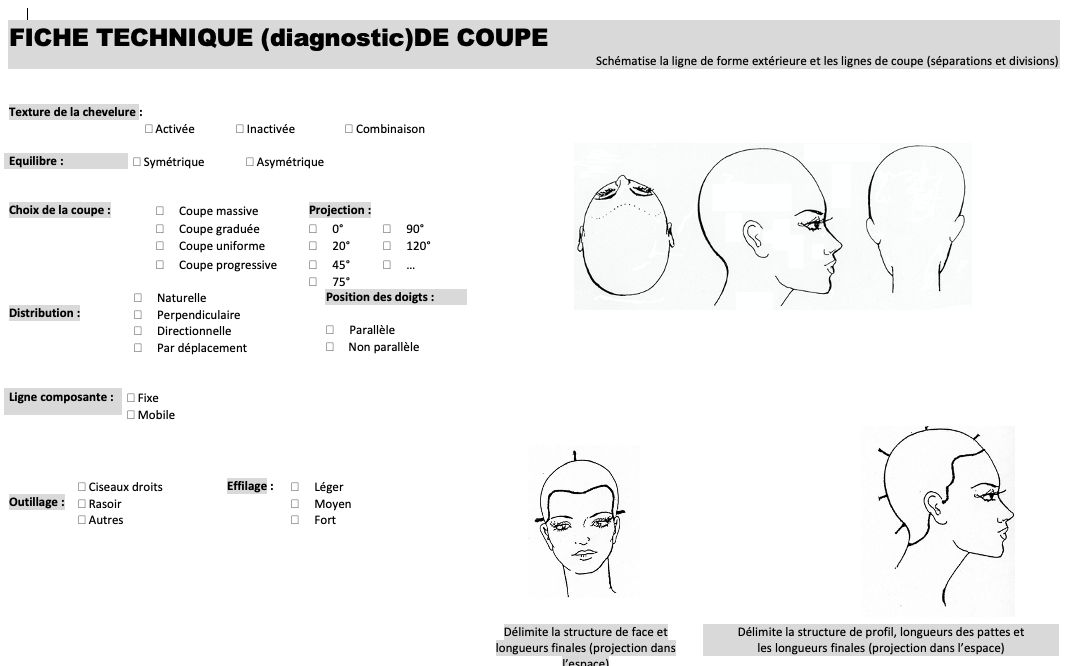 FICHE TECHNIQUE (diagnostic)DE COUPE
Schématise la ligne de forme extérieure et les lignes de coupe (séparations et divisions)
Texture de la chevelure :
☐ Activée ☐ Inactivée ☐ Combinaison
Equilibre : ☐ Symétrique ☐ Asymétrique
Choix de la coupe : ☐ Coupe massive Projection :
☐ Coupe graduée ☐ 0° ☐ 90°
☐ Coupe uniforme ☐ 20° ☐ 120°
☐ Coupe progressive ☐ 45° ☐ …
☐ 75°
☐ Naturelle Position des doigts :
Distribution : ☐ Perpendiculaire
☐ Directionnelle ☐ Parallèle
☐ Par déplacement ☐ Non parallèle
Ligne composante : ☐ Fixe
☐ Mobile
☐ Ciseaux droits Effilage : ☐ Léger
Outillage : ☐ Rasoir ☐ Moyen
☐ Autres ☐ Fort
Délimite la structure de face et
longueurs finales (projection dans
l’espace)
Délimite la structure de profil, longueurs des pattes et
les longueurs finales (projection dans l’espace)